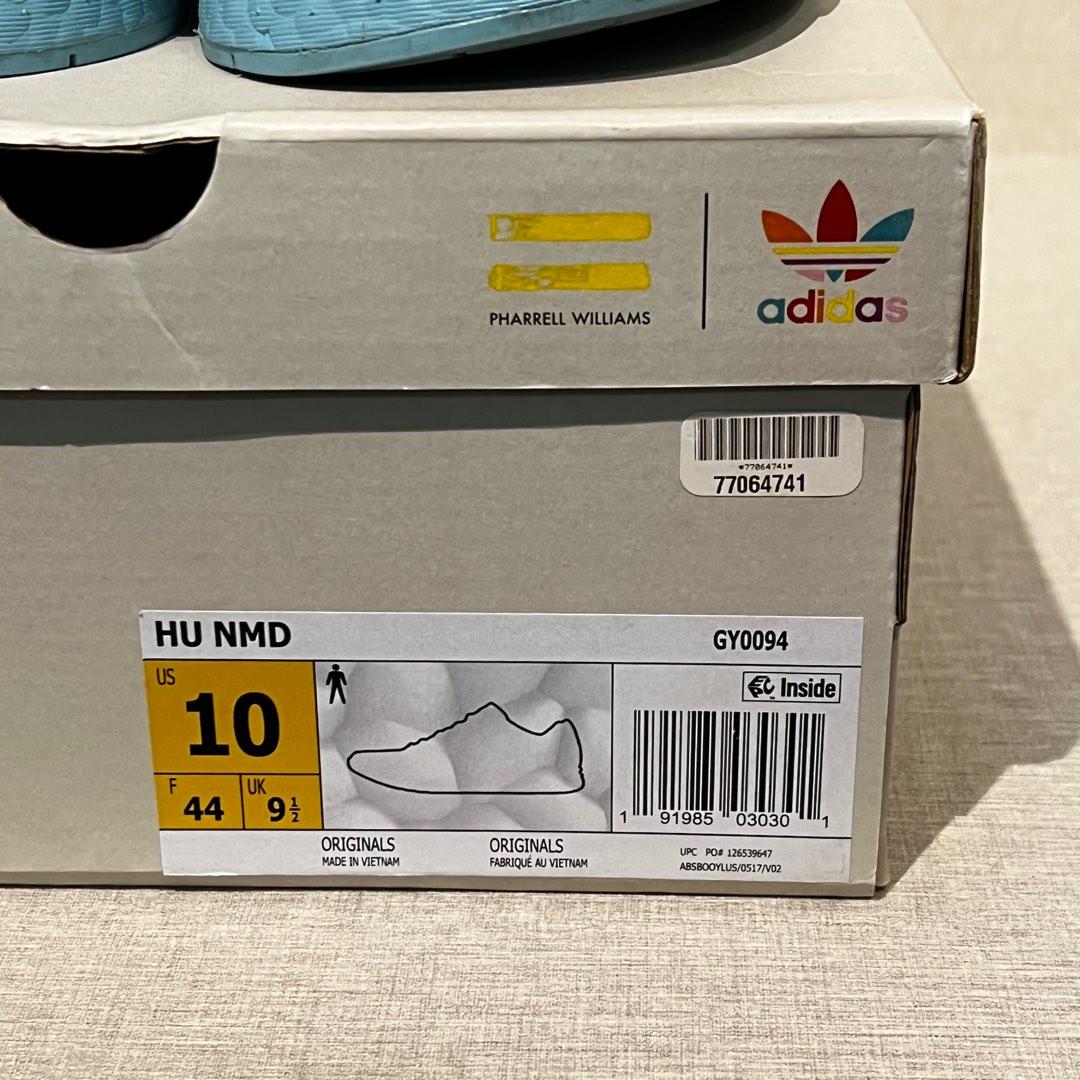 PHARRELL WILLIAMS
adidas
*77064741*
77064741
HU NMD
GY0094
US
10
Inside
F
44
UK
9½
1 91985 03030 1
ORIGINALS
MADE IN VIETNAM
ORIGINALS
FABRIQUÉ AU VIETNAM
UPC PO# 126539647
ABSBOOYLUS/0517/V02